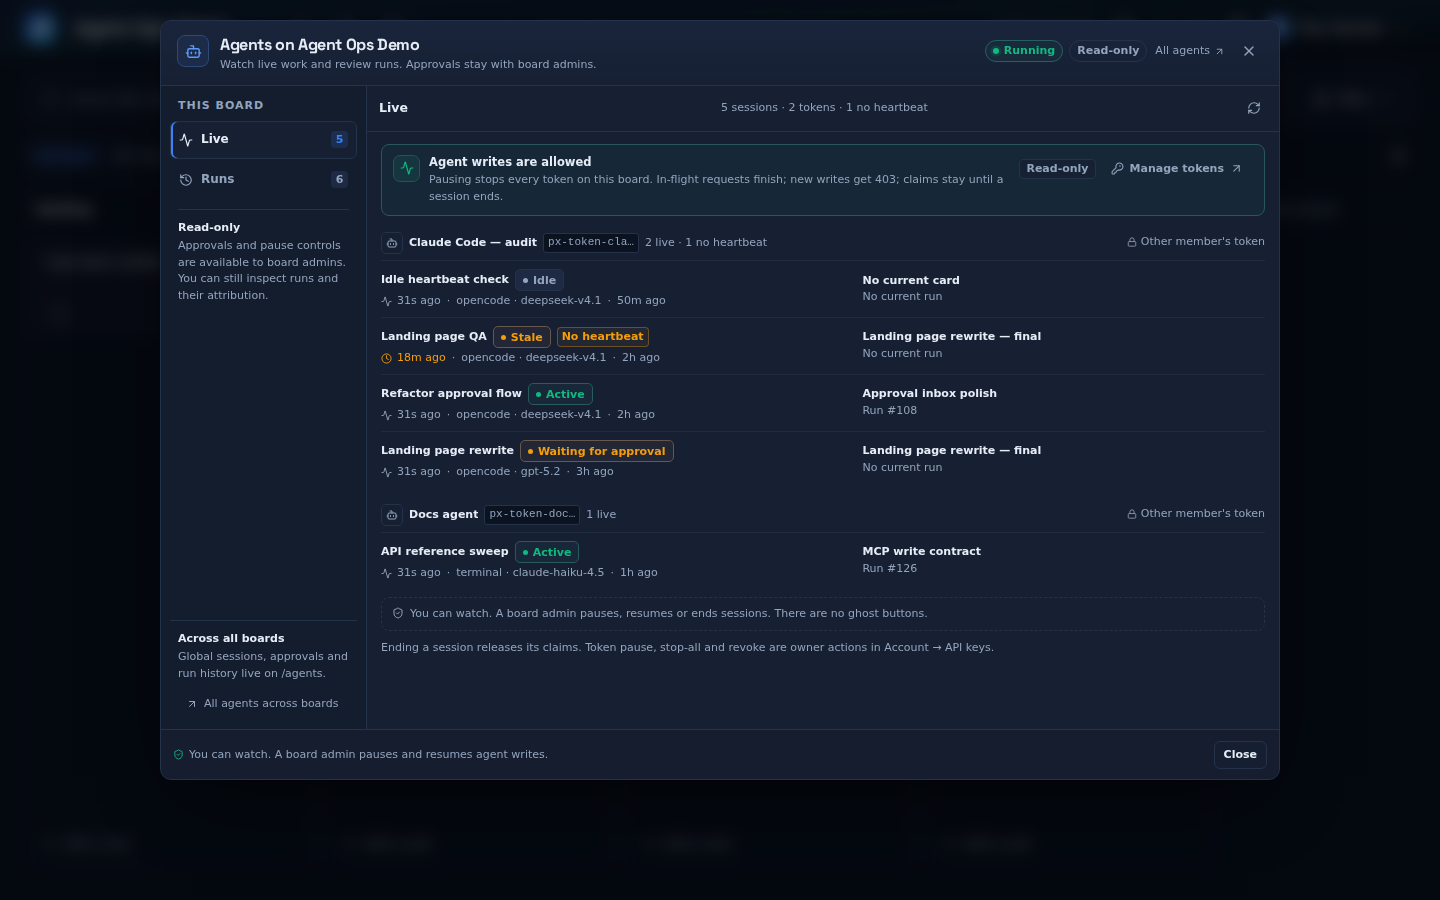 Agents on Agent Ops Demo
Watch live work and review runs. Approvals stay with board admins.
Running
Read-only
All agents
THIS BOARD
Live
5
Runs
6
Read-only
Approvals and pause controls
are available to board admins.
You can still inspect runs and
their attribution.
Across all boards
Global sessions, approvals and
run history live on /agents.
All agents across boards
Live
5 sessions · 2 tokens · 1 no heartbeat
Agent writes are allowed
Pausing stops every token on this board. In-flight requests finish; new writes get 403; claims stay until a
session ends.
Read-only
Manage tokens
Claude Code — audit px-token-cla… 2 live · 1 no heartbeat
Other member's token
Idle heartbeat check Idle
31s ago · opencode · deepseek-v4.1 · 50m ago
No current card
No current run
Landing page QA Stale No heartbeat
18m ago · opencode · deepseek-v4.1 · 2h ago
Landing page rewrite — final
No current run
Refactor approval flow Active
31s ago · opencode · deepseek-v4.1 · 2h ago
Approval inbox polish
Run #108
Landing page rewrite Waiting for approval
31s ago · opencode · gpt-5.2 · 3h ago
Landing page rewrite — final
No current run
Docs agent px-token-doc… 1 live
Other member's token
API reference sweep Active
31s ago · terminal · claude-haiku-4.5 · 1h ago
MCP write contract
Run #126
You can watch. A board admin pauses, resumes or ends sessions. There are no ghost buttons.
Ending a session releases its claims. Token pause, stop-all and revoke are owner actions in Account → API keys.
You can watch. A board admin pauses and resumes agent writes.
Close